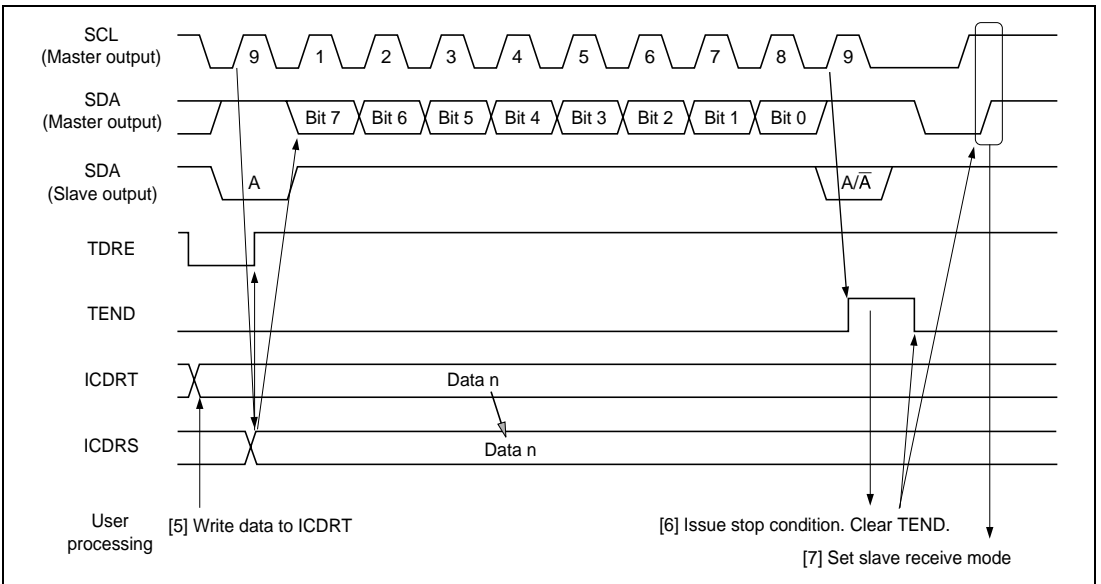 SCL
(Master output)
9 1 2 3 4 5 6 7 8 9
SDA
(Master output)
Bit 7 Bit 6 Bit 5 Bit 4 Bit 3 Bit 2 Bit 1 Bit 0
SDA
(Slave output)
A A/A̅
TDRE
TEND
ICDRT
Data n
ICDRS
Data n
User
processing
[5] Write data to ICDRT
[6] Issue stop condition. Clear TEND.
[7] Set slave receive mode